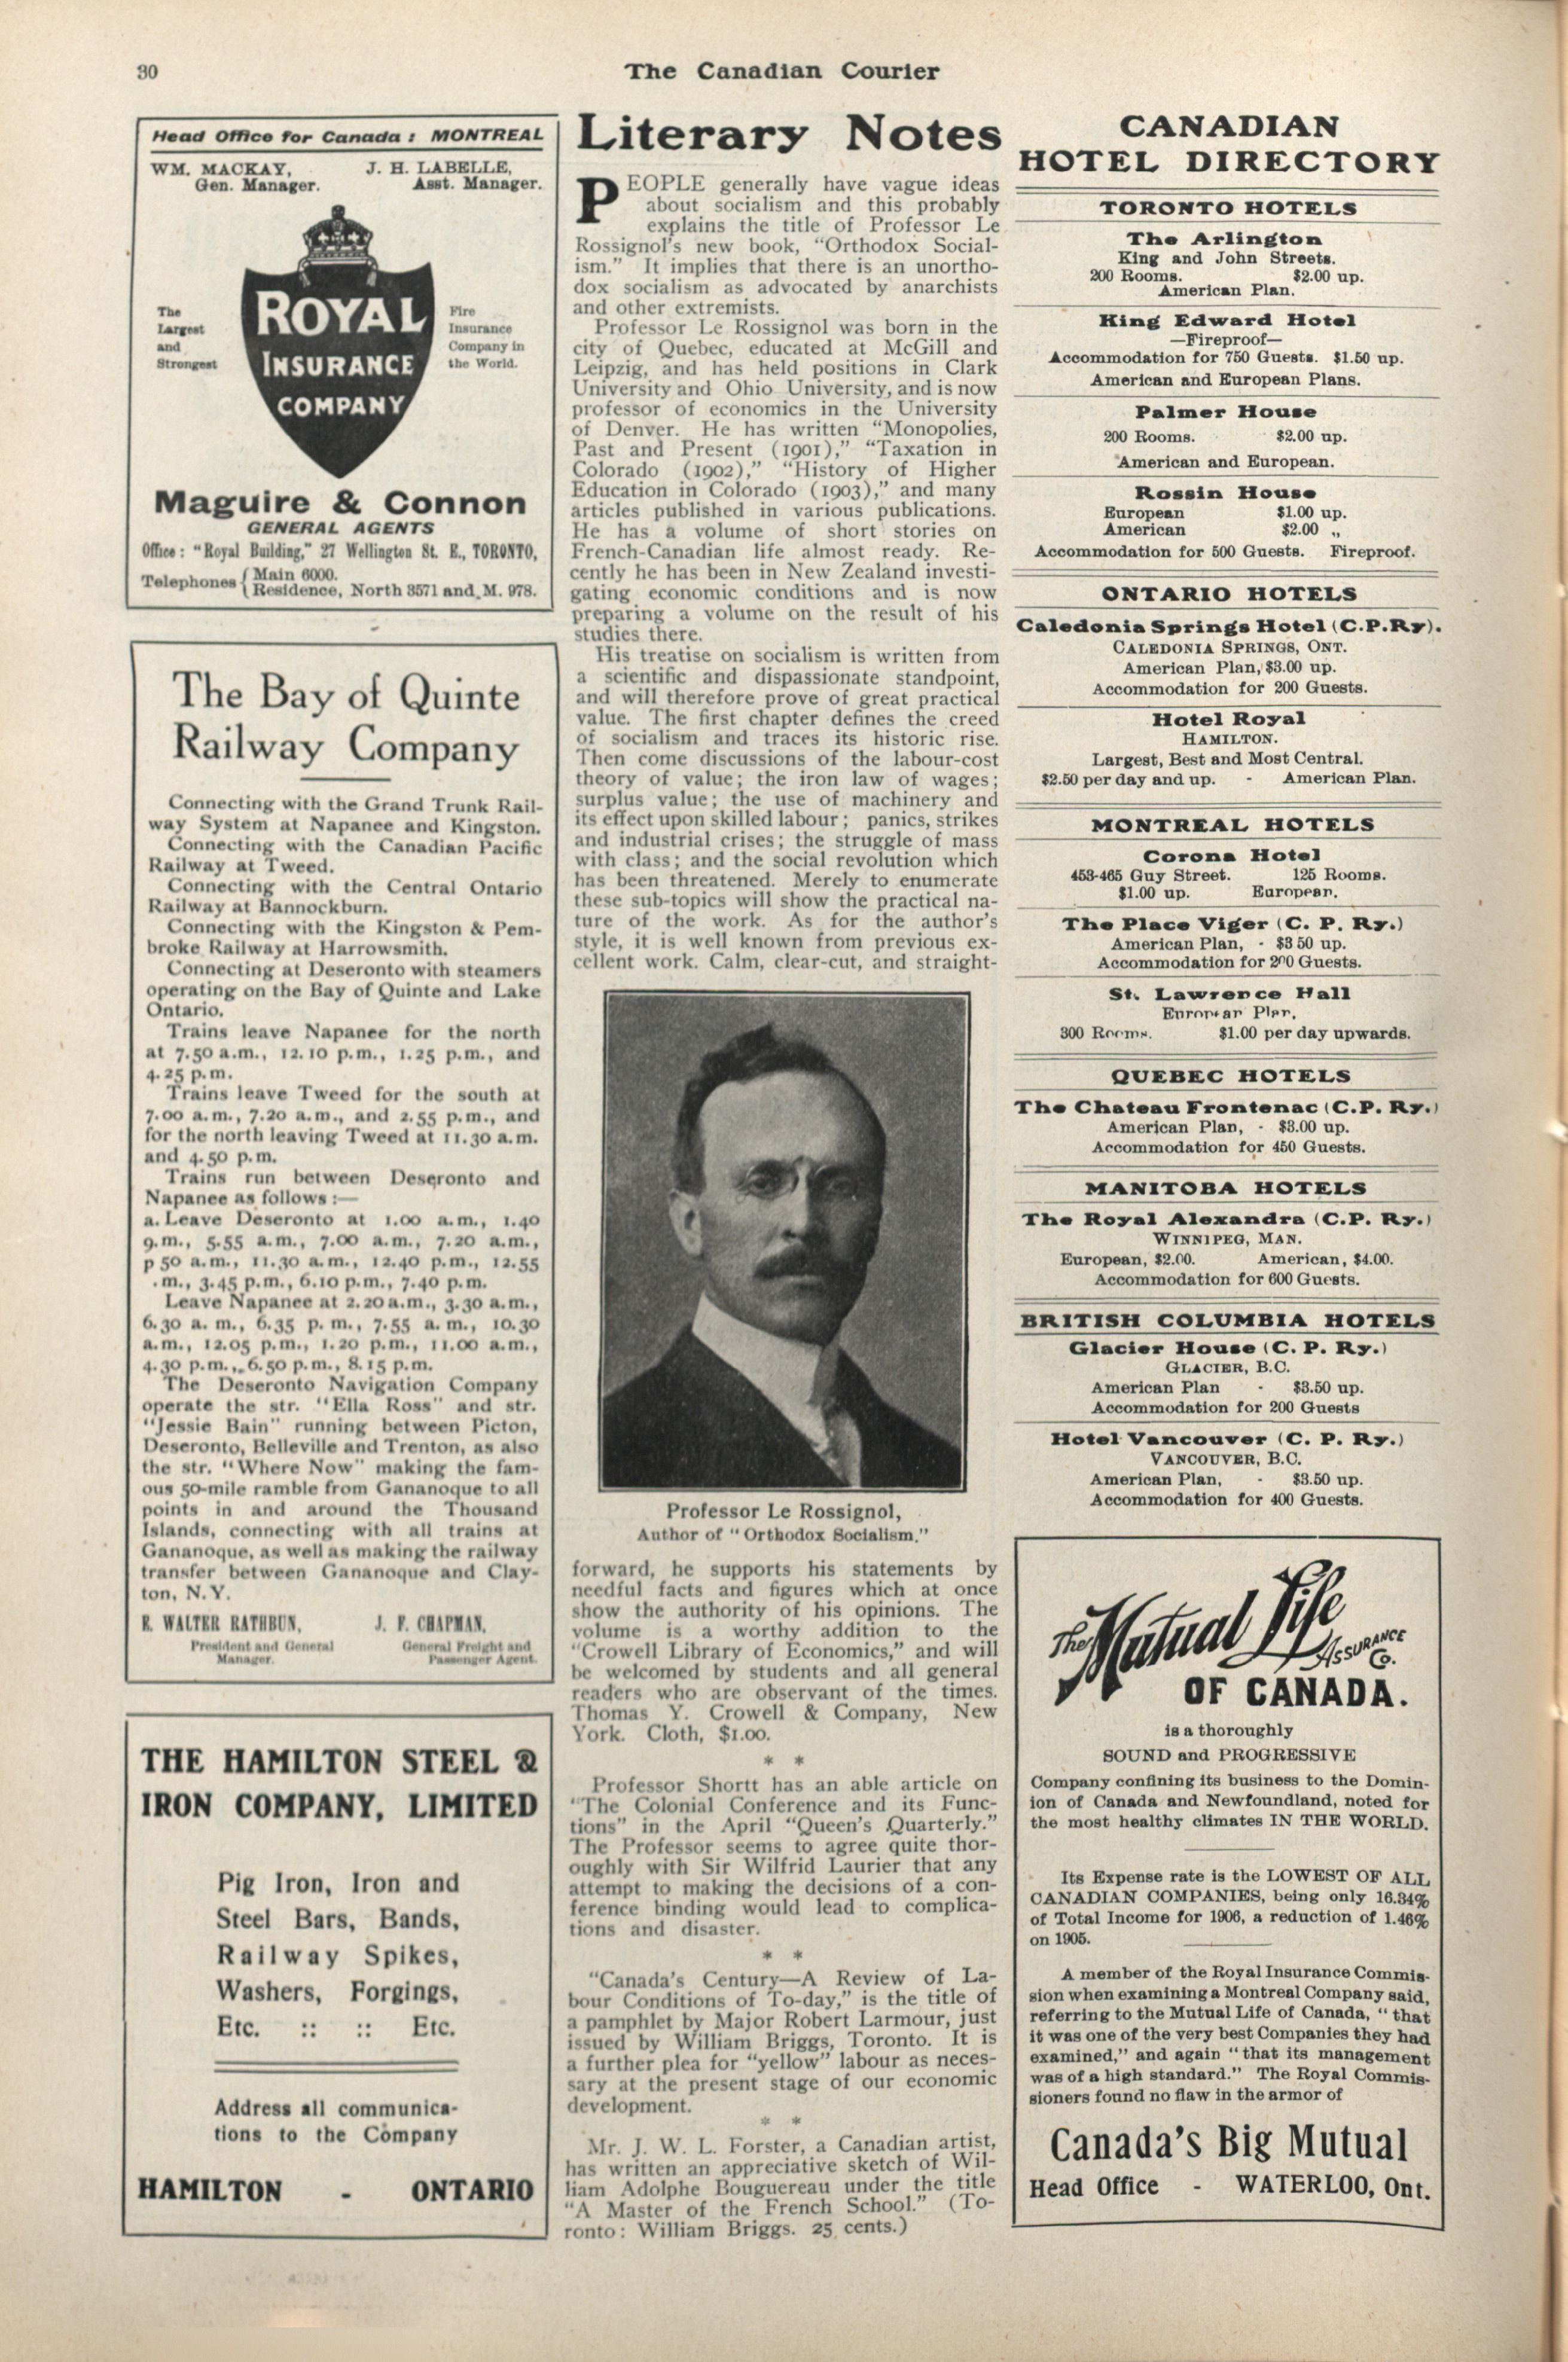 30
The Canadian Courier
Head Office for Canada : MONTREAL
WM. MACKAY, J. H. LABELLE,
Gen. Manager. Asst. Manager.
The
Largest
and
Strongest
ROYAL
INSURANCE
COMPANY
Fire
Insurance
Company in
the World.
Maguire & Connon
GENERAL AGENTS
Office : "Royal Building," 27 Wellington St. E., TORONTO,
Telephones { Main 6000.
Residence, North 3571 and M. 978.
The Bay of Quinte
Railway Company
Connecting with the Grand Trunk Rail-
way System at Napanee and Kingston.
Connecting with the Canadian Pacific
Railway at Tweed.
Connecting with the Central Ontario
Railway at Bannockburn.
Connecting with the Kingston & Pem-
broke Railway at Harrowsmith.
Connecting at Deseronto with steamers
operating on the Bay of Quinte and Lake
Ontario.
Trains leave Napanee for the north
at 7.50 a.m., 12.10 p.m., 1.25 p.m., and
4.25 p.m.
Trains leave Tweed for the south at
7.00 a.m., 7.20 a.m., and 2.55 p.m., and
for the north leaving Tweed at 11.30 a.m.
and 4.50 p.m.
Trains run between Deseronto and
Napanee as follows :—
a. Leave Deseronto at 1.00 a.m., 1.40
9.m., 5.55 a.m., 7.00 a.m., 7.20 a.m.,
p 50 a.m., 11.30 a.m., 12.40 p.m., 12.55
.m., 3.45 p.m., 6.10 p.m., 7.40 p.m.
Leave Napanee at 2.20 a.m., 3.30 a.m.,
6.30 a. m., 6.35 p. m., 7.55 a. m., 10.30
a.m., 12.05 p.m., 1.20 p.m., 11.00 a.m.,
4.30 p.m., 6.50 p.m., 8.15 p.m.
The Deseronto Navigation Company
operate the str. "Ella Ross" and str.
"Jessie Bain" running between Picton,
Deseronto, Belleville and Trenton, as also
the str. "Where Now" making the fam-
ous 50-mile ramble from Gananoque to all
points in and around the Thousand
Islands, connecting with all trains at
Gananoque, as well as making the railway
transfer between Gananoque and Clay-
ton, N.Y.
E. WALTER RATHBUN, J. F. CHAPMAN,
President and General General Freight and
Manager. Passenger Agent.
THE HAMILTON STEEL &
IRON COMPANY, LIMITED
Pig Iron, Iron and
Steel Bars, Bands,
Railway Spikes,
Washers, Forgings,
Etc. :: :: Etc.
Address all communica-
tions to the Company
HAMILTON - ONTARIO
Literary Notes
PEOPLE generally have vague ideas
about socialism and this probably
explains the title of Professor Le
Rossignol's new book, "Orthodox Social-
ism." It implies that there is an unortho-
dox socialism as advocated by anarchists
and other extremists.
Professor Le Rossignol was born in the
city of Quebec, educated at McGill and
Leipzig, and has held positions in Clark
University and Ohio University, and is now
professor of economics in the University
of Denver. He has written "Monopolies,
Past and Present (1901)," "Taxation in
Colorado (1902)," "History of Higher
Education in Colorado (1903)," and many
articles published in various publications.
He has a volume of short stories on
French-Canadian life almost ready. Re-
cently he has been in New Zealand investi-
gating economic conditions and is now
preparing a volume on the result of his
studies there.
His treatise on socialism is written from
a scientific and dispassionate standpoint,
and will therefore prove of great practical
value. The first chapter defines the creed
of socialism and traces its historic rise.
Then come discussions of the labour-cost
theory of value; the iron law of wages;
surplus value; the use of machinery and
its effect upon skilled labour; panics, strikes
and industrial crises; the struggle of mass
with class; and the social revolution which
has been threatened. Merely to enumerate
these sub-topics will show the practical na-
ture of the work. As for the author's
style, it is well known from previous ex-
cellent work. Calm, clear-cut, and straight-
Professor Le Rossignol,
Author of "Orthodox Socialism."
forward, he supports his statements by
needful facts and figures which at once
show the authority of his opinions. The
volume is a worthy addition to the
"Crowell Library of Economics," and will
be welcomed by students and all general
readers who are observant of the times.
Thomas Y. Crowell & Company, New
York. Cloth, $1.00.
* *
Professor Shortt has an able article on
"The Colonial Conference and its Func-
tions" in the April "Queen's Quarterly."
The Professor seems to agree quite thor-
oughly with Sir Wilfrid Laurier that any
attempt to making the decisions of a con-
ference binding would lead to complica-
tions and disaster.
* *
"Canada's Century—A Review of La-
bour Conditions of To-day," is the title of
a pamphlet by Major Robert Larmour, just
issued by William Briggs, Toronto. It is
a further plea for "yellow" labour as neces-
sary at the present stage of our economic
development.
* *
Mr. J. W. L. Forster, a Canadian artist,
has written an appreciative sketch of Wil-
liam Adolphe Bouguereau under the title
"A Master of the French School." (To-
ronto: William Briggs. 25 cents.)
CANADIAN
HOTEL DIRECTORY
TORONTO HOTELS
The Arlington
King and John Streets.
200 Rooms. $2.00 up.
American Plan.
King Edward Hotel
—Fireproof—
Accommodation for 750 Guests. $1.50 up.
American and European Plans.
Palmer House
200 Rooms. $2.00 up.
American and European.
Rossin House
European $1.00 up.
American $2.00 „
Accommodation for 500 Guests. Fireproof.
ONTARIO HOTELS
Caledonia Springs Hotel (C.P.Ry).
CALEDONIA SPRINGS, ONT.
American Plan, $3.00 up.
Accommodation for 200 Guests.
Hotel Royal
HAMILTON.
Largest, Best and Most Central.
$2.50 per day and up. - American Plan.
MONTREAL HOTELS
Corona Hotel
453-465 Guy Street. 125 Rooms.
$1.00 up. European.
The Place Viger (C. P. Ry.)
American Plan, - $3 50 up.
Accommodation for 200 Guests.
St. Lawrence Hall
European Plan.
300 Rooms. $1.00 per day upwards.
QUEBEC HOTELS
The Chateau Frontenac (C.P. Ry.)
American Plan, - $3.00 up.
Accommodation for 450 Guests.
MANITOBA HOTELS
The Royal Alexandra (C.P. Ry.)
WINNIPEG, MAN.
European, $2.00. American, $4.00.
Accommodation for 600 Guests.
BRITISH COLUMBIA HOTELS
Glacier House (C. P. Ry.)
GLACIER, B.C.
American Plan - $3.50 up.
Accommodation for 200 Guests
Hotel Vancouver (C. P. Ry.)
VANCOUVER, B.C.
American Plan, - $3.50 up.
Accommodation for 400 Guests.
The Mutual Life
ASSURANCE
Co.
OF CANADA.
is a thoroughly
SOUND and PROGRESSIVE
Company confining its business to the Domin-
ion of Canada and Newfoundland, noted for
the most healthy climates IN THE WORLD.
Its Expense rate is the LOWEST OF ALL
CANADIAN COMPANIES, being only 16.34%
of Total Income for 1906, a reduction of 1.46%
on 1905.
A member of the Royal Insurance Commis-
sion when examining a Montreal Company said,
referring to the Mutual Life of Canada, "that
it was one of the very best Companies they had
examined," and again "that its management
was of a high standard." The Royal Commis-
sioners found no flaw in the armor of
Canada's Big Mutual
Head Office - WATERLOO, Ont.